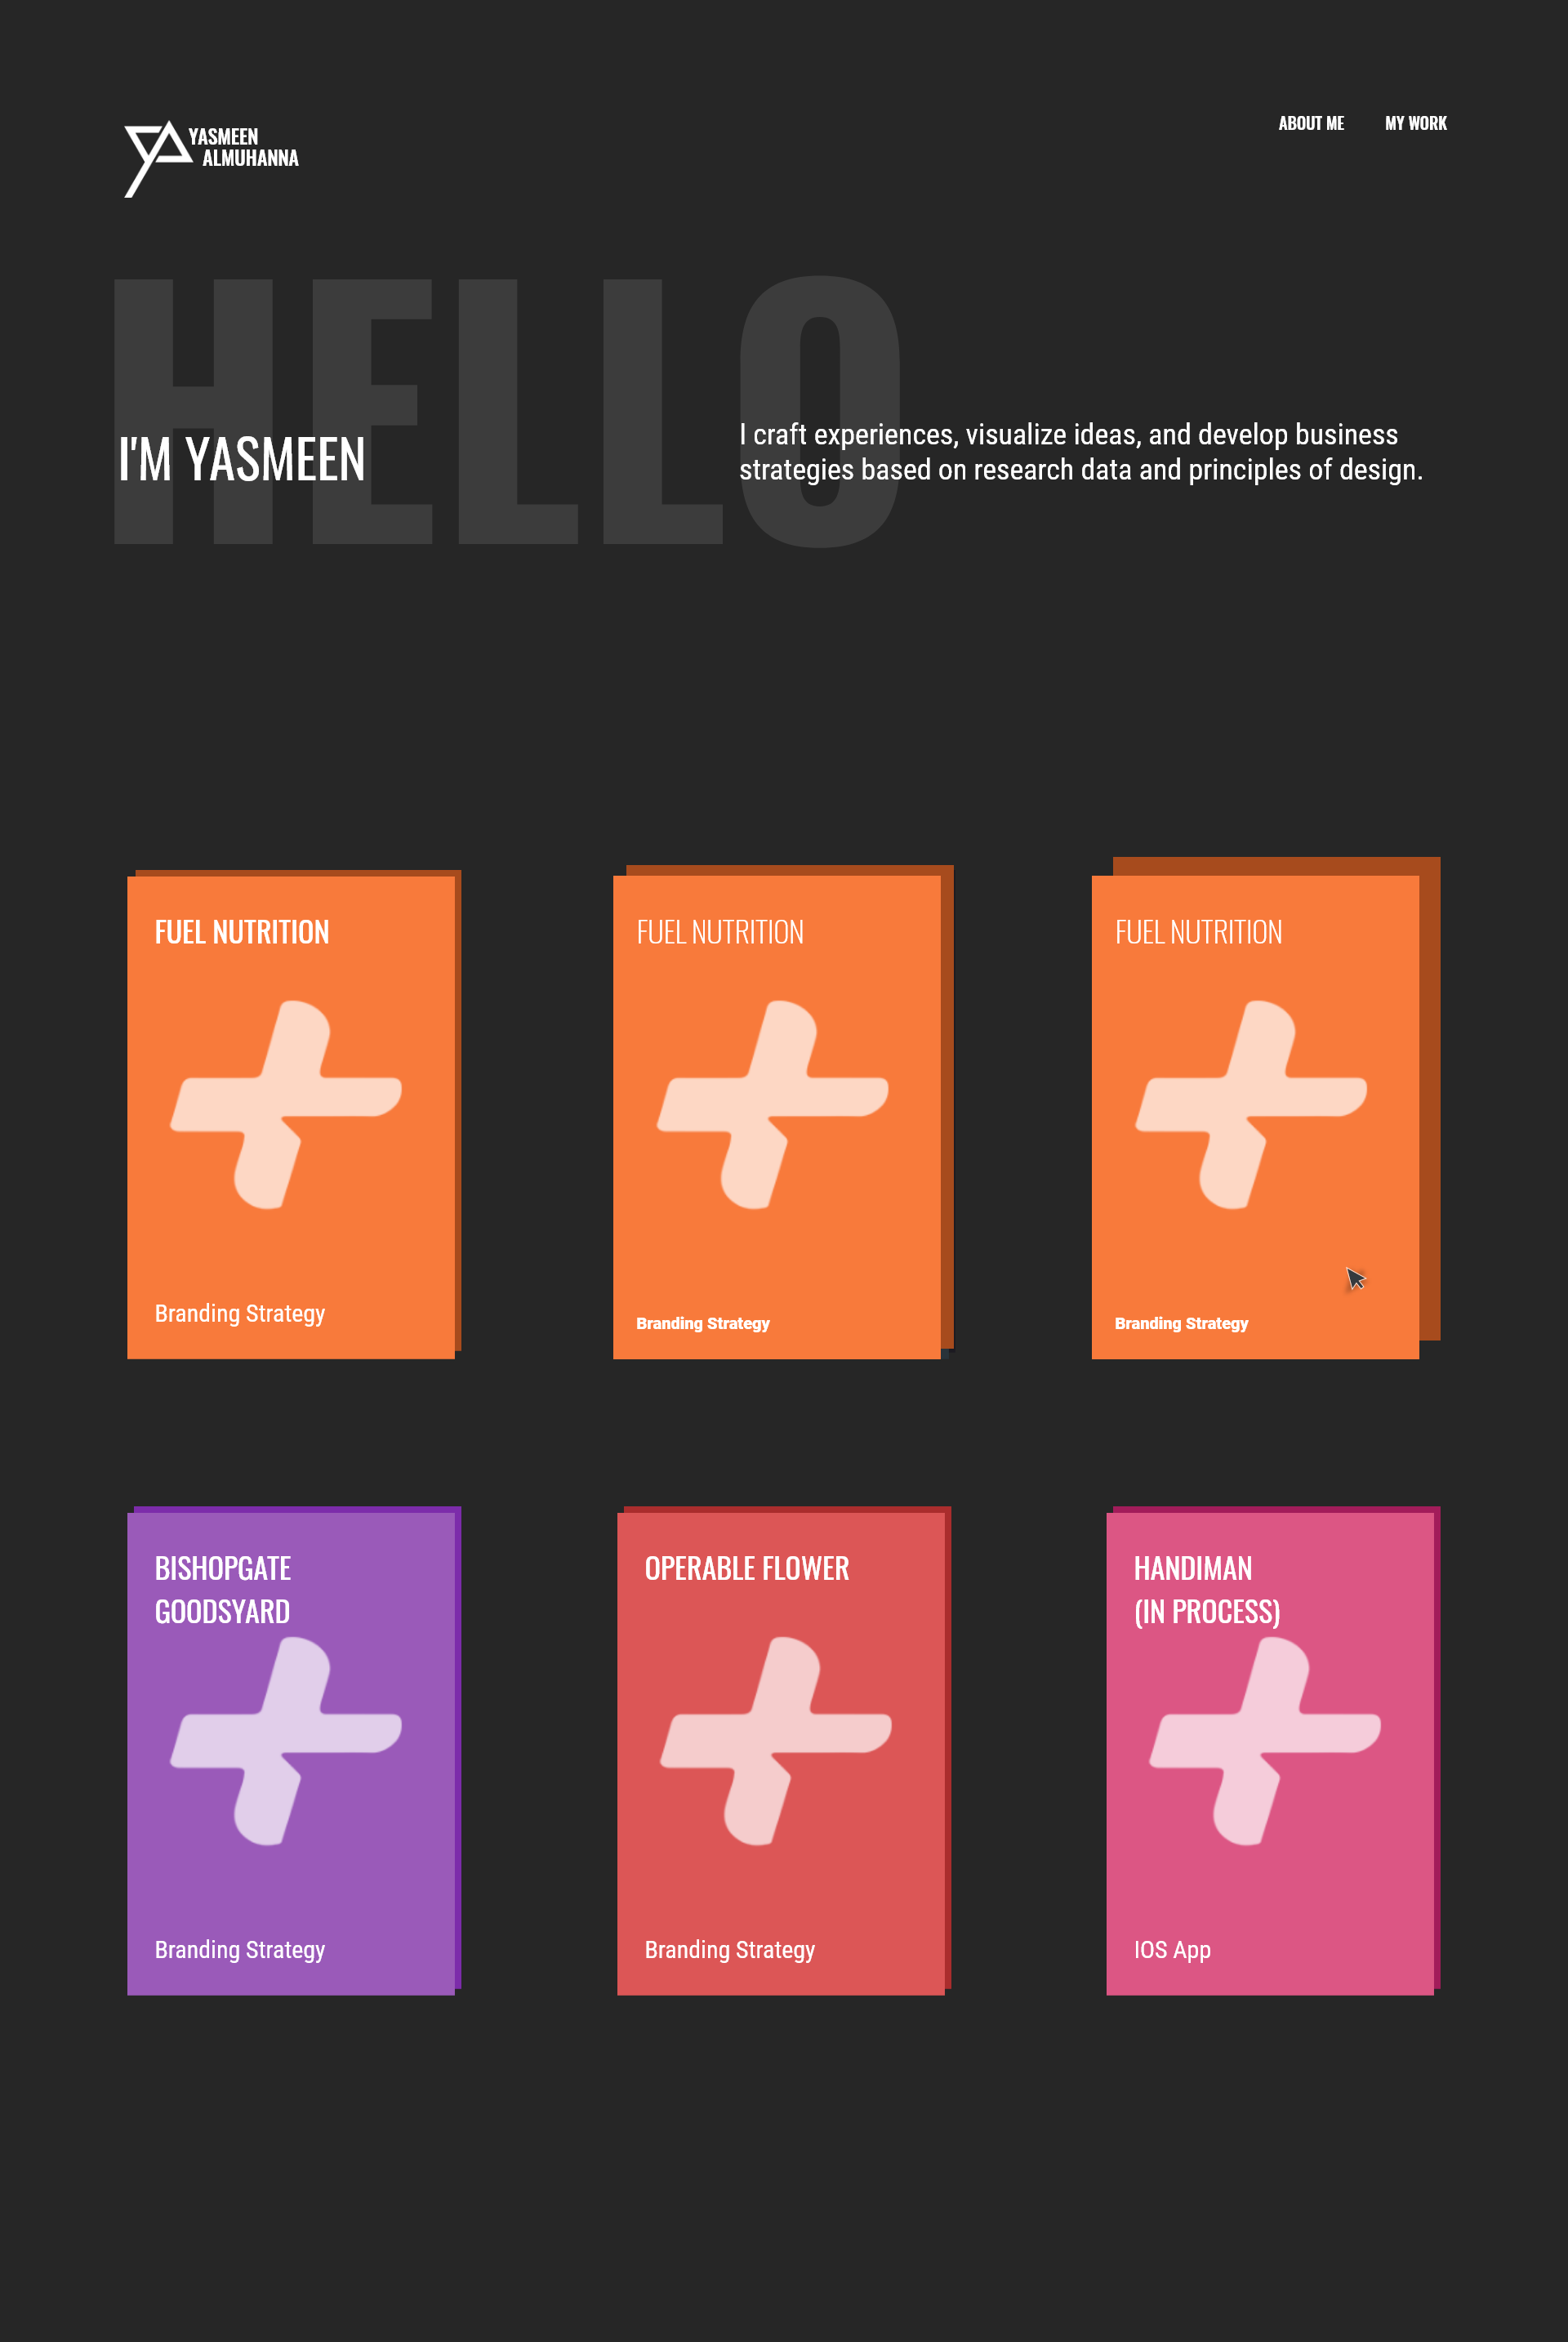 YASMEEN
ALMUHANNA
ABOUT ME
MY WORK
HELLO
I'M YASMEEN
I craft experiences, visualize ideas, and develop business
strategies based on research data and principles of design.
FUEL NUTRITION
Branding Strategy
FUEL NUTRITION
Branding Strategy
FUEL NUTRITION
Branding Strategy
BISHOPGATE
GOODSYARD
Branding Strategy
OPERABLE FLOWER
Branding Strategy
HANDIMAN
(IN PROCESS)
IOS App